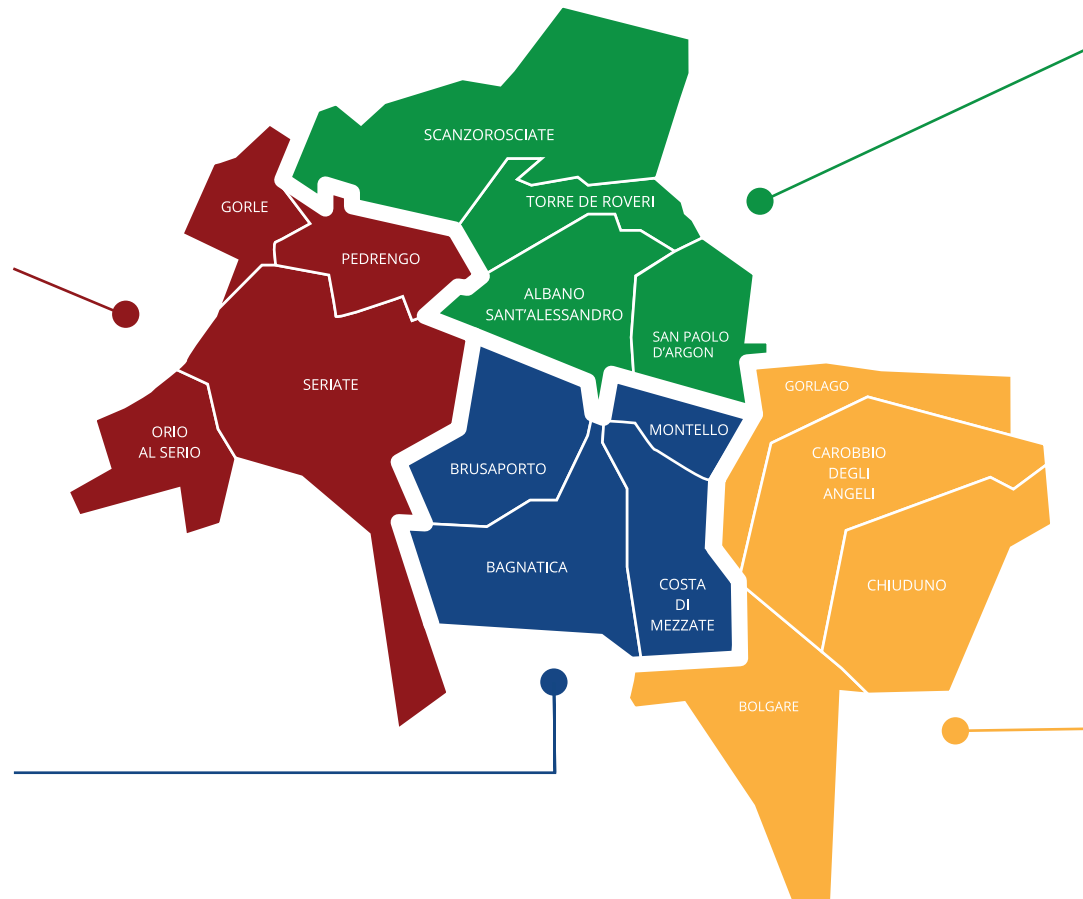 SCANZOROSCIATE
GORLE
TORRE DE ROVERI
PEDRENGO
ALBANO
SANT'ALESSANDRO
SAN PAOLO
D'ARGON
SERIATE
GORLAGO
ORIO
AL SERIO
MONTELLO
BRUSAPORTO
CAROBBIO
DEGLI
ANGELI
BAGNATICA
COSTA
DI
MEZZATE
CHIUDUNO
BOLGARE